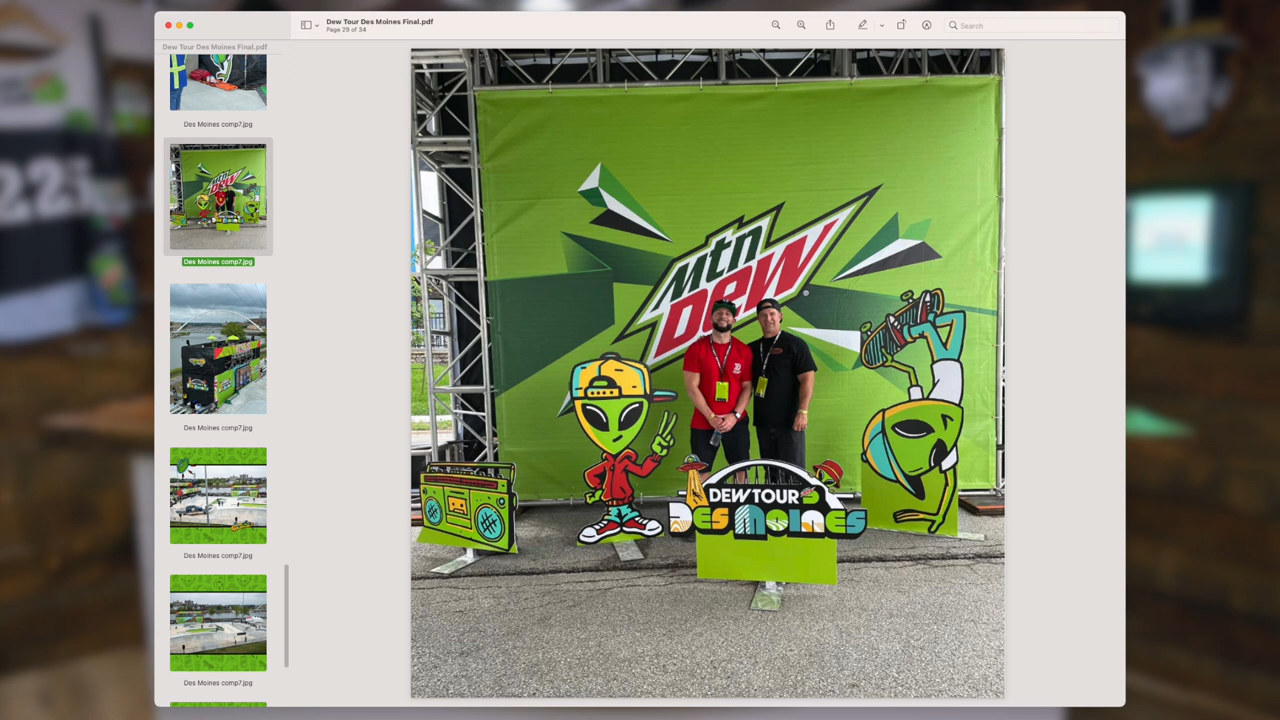 Dew Tour Des Moines Final.pdf
Page 29 of 34
Search
Dew Tour Des Moines Final.pdf
Des Moines comp7.jpg
Des Moines comp7.jpg
Des Moines comp7.jpg
Des Moines comp7.jpg
Des Moines comp7.jpg
Mtn
DEW
®
DEW TOUR
DES MOINES
22i